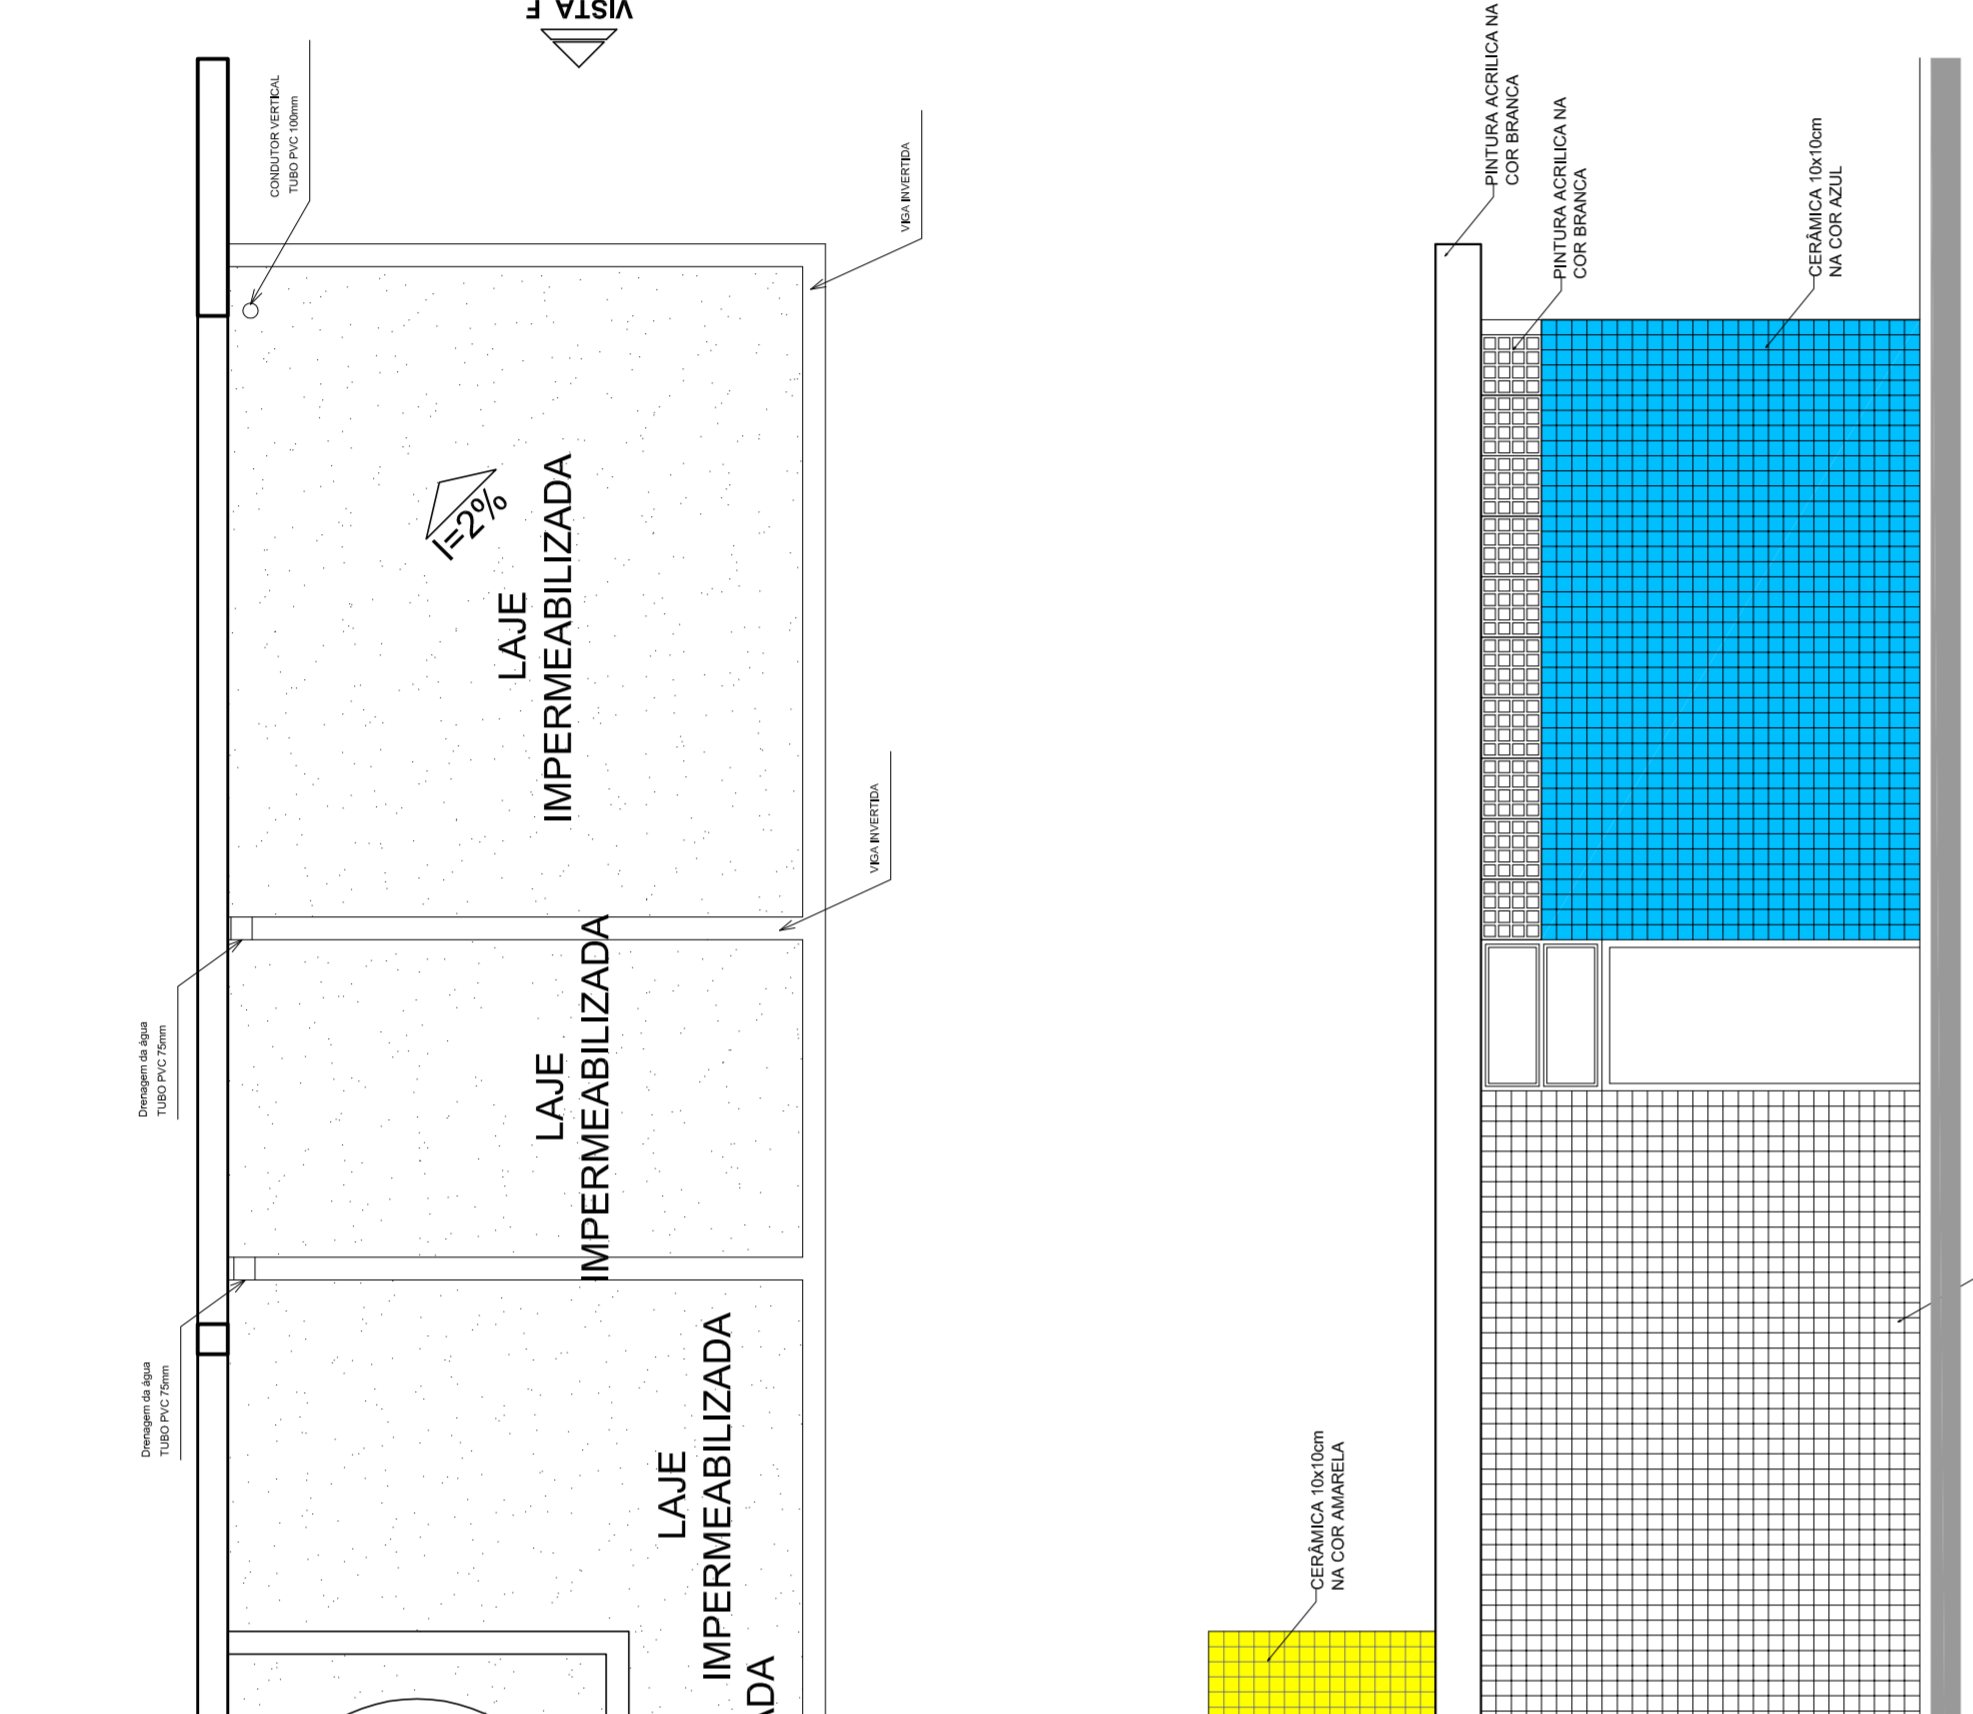 VISTA F
CONDUTOR VERTICAL
TUBO PVC 100mm
VIGA INVERTIDA
I=2%
LAJE
IMPERMEABILIZADA
VIGA INVERTIDA
Drenagem da água
TUBO PVC 75mm
LAJE
IMPERMEABILIZADA
Drenagem da água
TUBO PVC 75mm
LAJE
IMPERMEABILIZADA
ADA
PINTURA ACRILICA NA
COR BRANCA
PINTURA ACRILICA NA
COR BRANCA
CERÂMICA 10x10cm
NA COR AZUL
CERÂMICA 10x10cm
NA COR AMARELA